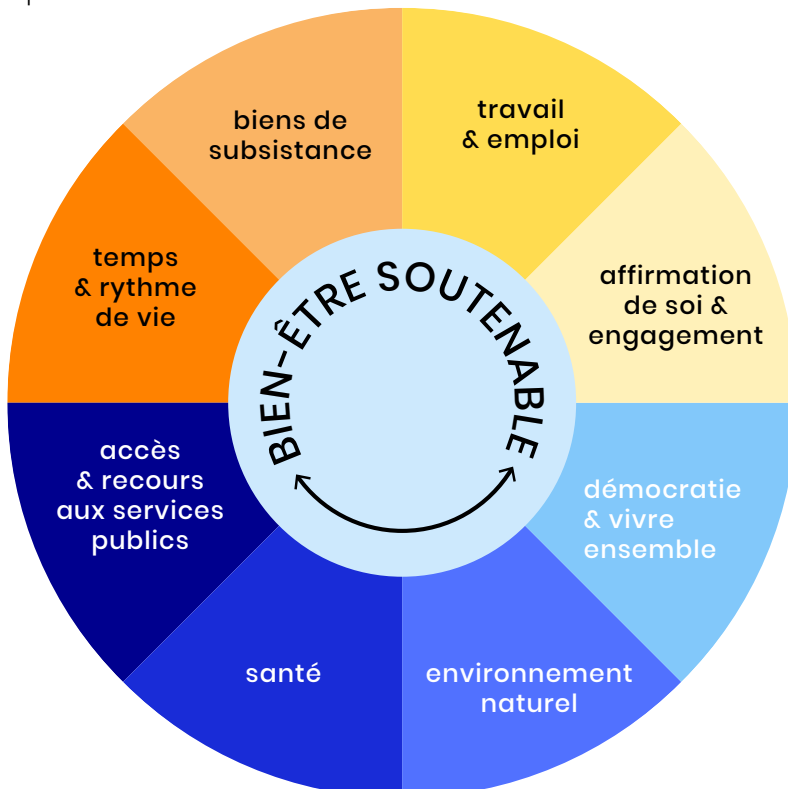 biens de
subsistance
travail
& emploi
temps
& rythme
de vie
affirmation
de soi &
engagement
BIEN-ÊTRE SOUTENABLE
accès
& recours
aux services
publics
démocratie
& vivre
ensemble
santé
environnement
naturel